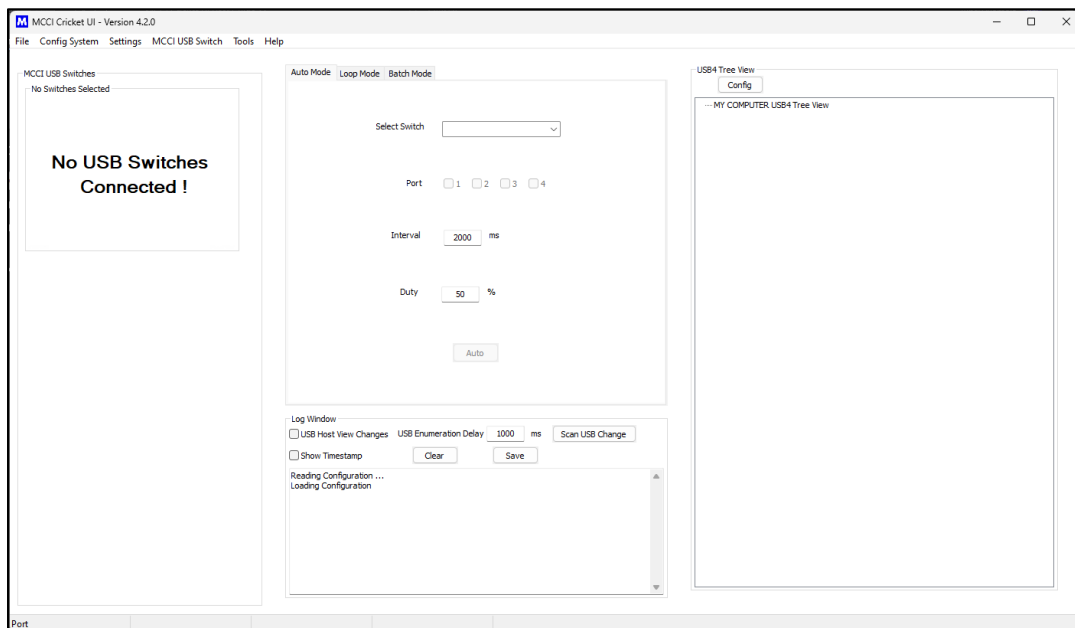 M MCCI Cricket UI - Version 4.2.0
File Config System Settings MCCI USB Switch Tools Help
MCCI USB Switches
No Switches Selected
No USB Switches
Connected !
Auto Mode Loop Mode Batch Mode
Select Switch
Port 1 2 3 4
Interval 2000 ms
Duty 50 %
Auto
Log Window
USB Host View Changes USB Enumeration Delay 1000 ms Scan USB Change
Show Timestamp Clear Save
Reading Configuration ...
Loading Configuration
USB4 Tree View
Config
MY COMPUTER USB4 Tree View
Port